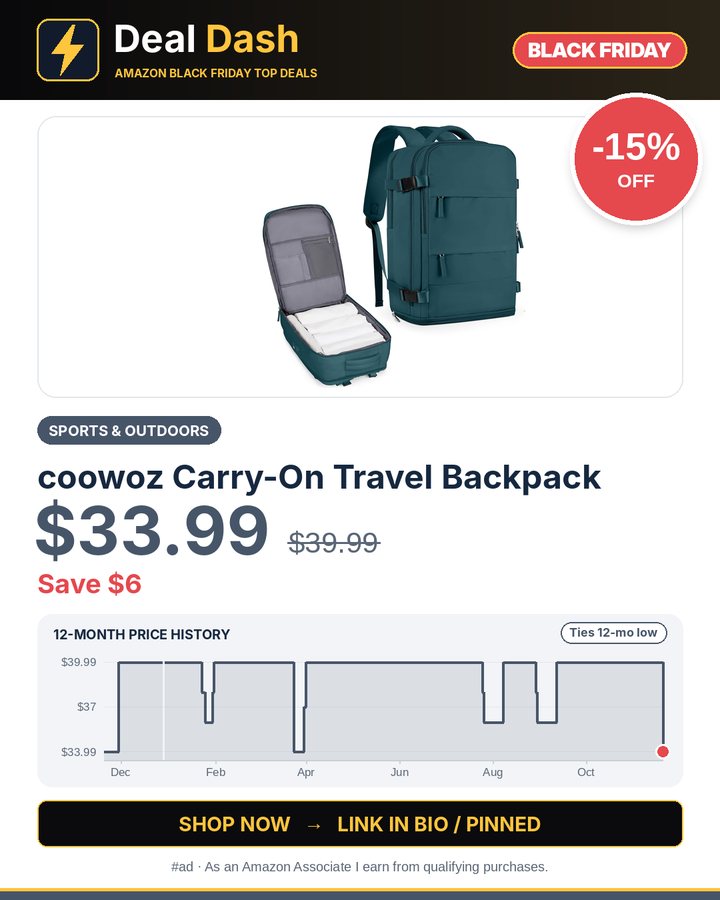 Deal Dash
AMAZON BLACK FRIDAY TOP DEALS
BLACK FRIDAY
-15%
OFF
SPORTS & OUTDOORS
coowoz Carry-On Travel Backpack
$33.99 $39.99
Save $6
12-MONTH PRICE HISTORY
Ties 12-mo low
$39.99
$37
$33.99
Dec Feb Apr Jun Aug Oct
SHOP NOW → LINK IN BIO / PINNED
#ad · As an Amazon Associate I earn from qualifying purchases.